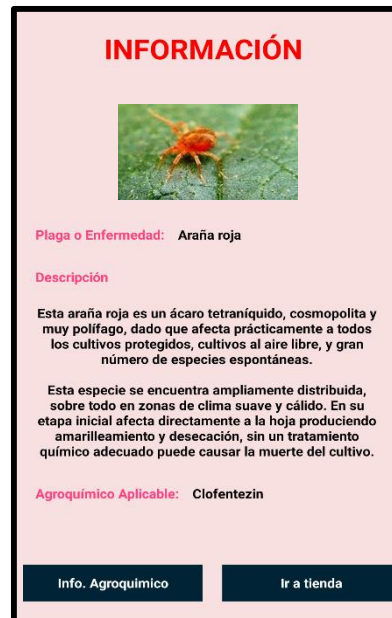 INFORMACIÓN
Plaga o Enfermedad: Araña roja
Descripción
Esta araña roja es un ácaro tetraníquido, cosmopolita y
muy polífago, dado que afecta prácticamente a todos
los cultivos protegidos, cultivos al aire libre, y gran
número de especies espontáneas.
Esta especie se encuentra ampliamente distribuida,
sobre todo en zonas de clima suave y cálido. En su
etapa inicial afecta directamente a la hoja produciendo
amarilleamiento y desecación, sin un tratamiento
químico adecuado puede causar la muerte del cultivo.
Agroquímico Aplicable: Clofentezin
Info. Agroquimico Ir a tienda